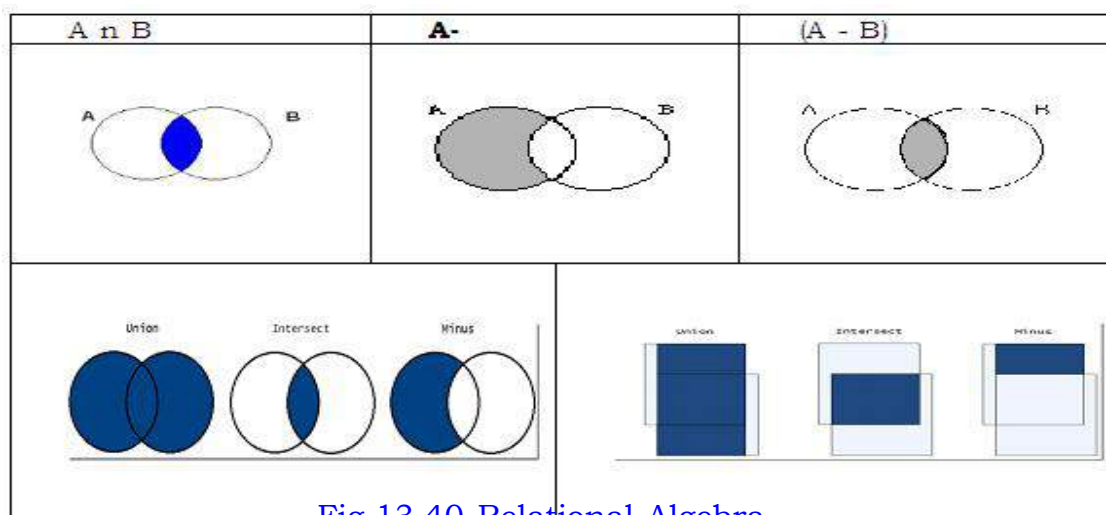 A n B
A-
(A - B)
A B
A B
A B
Union Intersect Minus
Union Intersect Minus
Fig 13.40 Relational Algebra